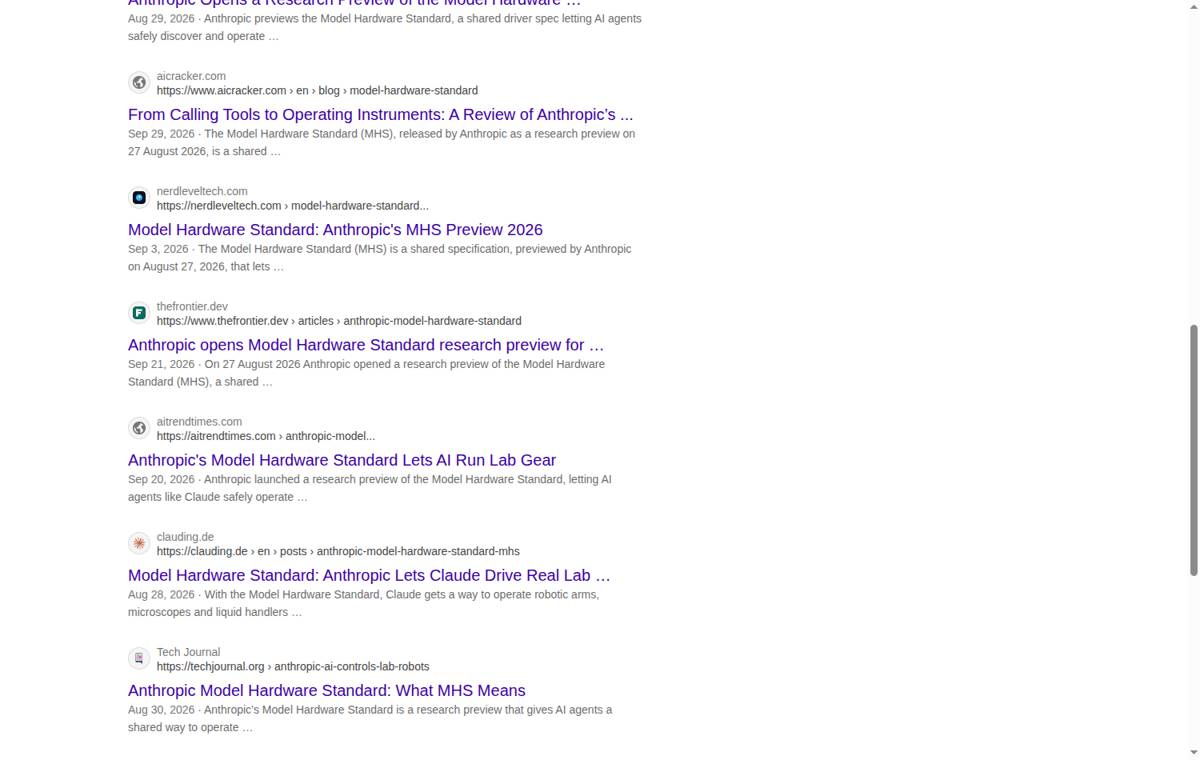 Anthropic Opens a Research Preview of the Model Hardware …
Aug 29, 2026 · Anthropic previews the Model Hardware Standard, a shared driver spec letting AI agents
safely discover and operate …
aicracker.com
https://www.aicracker.com › en › blog › model-hardware-standard
From Calling Tools to Operating Instruments: A Review of Anthropic's ...
Sep 29, 2026 · The Model Hardware Standard (MHS), released by Anthropic as a research preview on
27 August 2026, is a shared …
nerdleveltech.com
https://nerdleveltech.com › model-hardware-standard...
Model Hardware Standard: Anthropic's MHS Preview 2026
Sep 3, 2026 · The Model Hardware Standard (MHS) is a shared specification, previewed by Anthropic
on August 27, 2026, that lets …
thefrontier.dev
https://www.thefrontier.dev › articles › anthropic-model-hardware-standard
Anthropic opens Model Hardware Standard research preview for …
Sep 21, 2026 · On 27 August 2026 Anthropic opened a research preview of the Model Hardware
Standard (MHS), a shared …
aitrendtimes.com
https://aitrendtimes.com › anthropic-model...
Anthropic's Model Hardware Standard Lets AI Run Lab Gear
Sep 20, 2026 · Anthropic launched a research preview of the Model Hardware Standard, letting AI
agents like Claude safely operate …
clauding.de
https://clauding.de › en › posts › anthropic-model-hardware-standard-mhs
Model Hardware Standard: Anthropic Lets Claude Drive Real Lab …
Aug 28, 2026 · With the Model Hardware Standard, Claude gets a way to operate robotic arms,
microscopes and liquid handlers …
Tech Journal
https://techjournal.org › anthropic-ai-controls-lab-robots
Anthropic Model Hardware Standard: What MHS Means
Aug 30, 2026 · Anthropic's Model Hardware Standard is a research preview that gives AI agents a
shared way to operate …